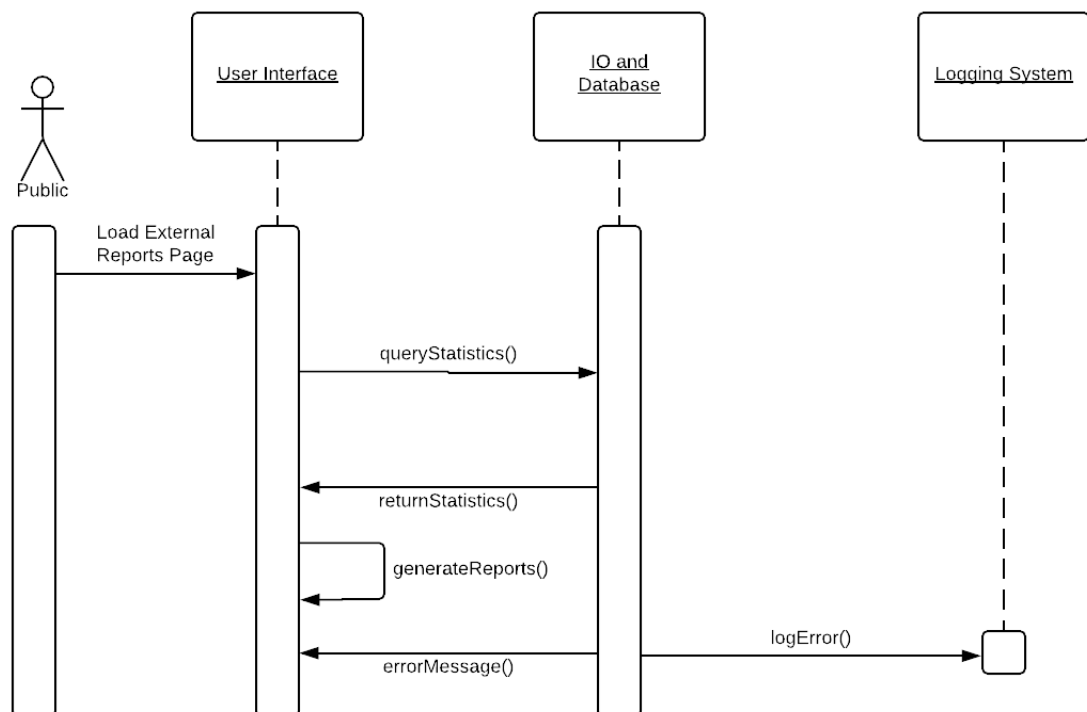 User Interface
IO and
Database
Logging System
Public
Load External
Reports Page
queryStatistics()
returnStatistics()
generateReports()
logError()
errorMessage()